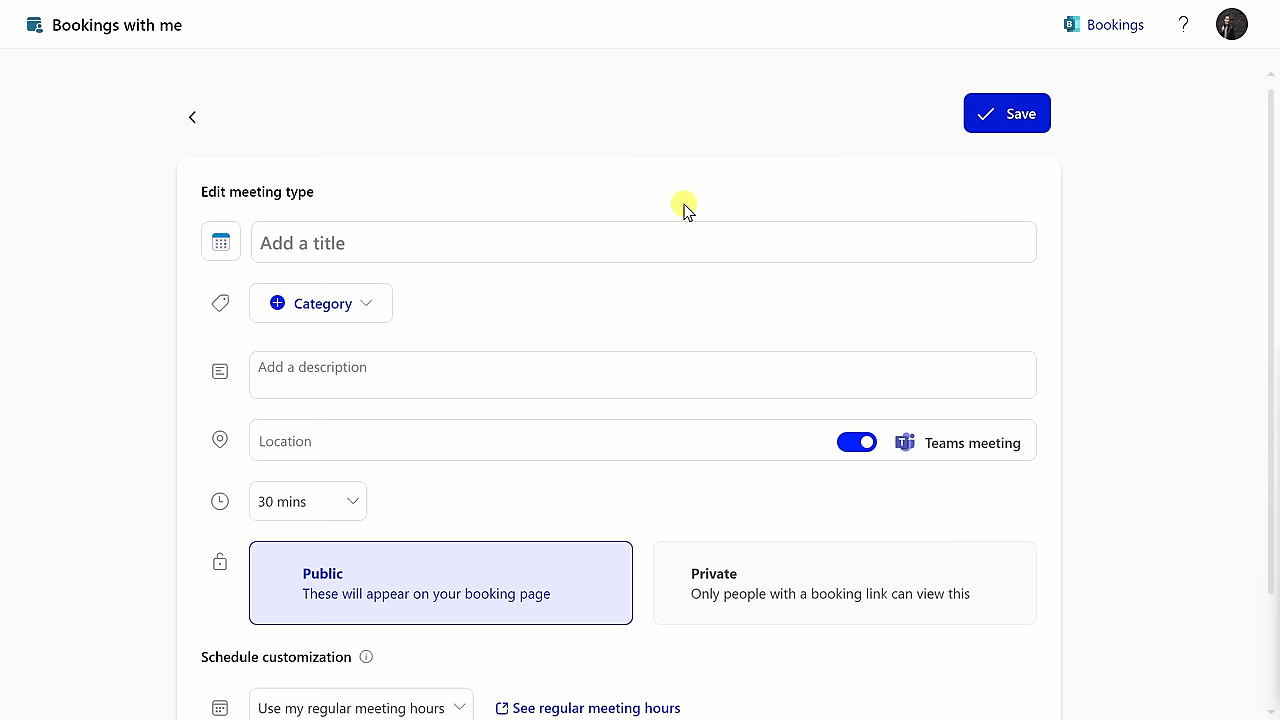 Bookings with me
Bookings
?
Save
Edit meeting type
Add a title
Category
Add a description
Location
Teams meeting
30 mins
Public
These will appear on your booking page
Private
Only people with a booking link can view this
Schedule customization
Use my regular meeting hours
See regular meeting hours